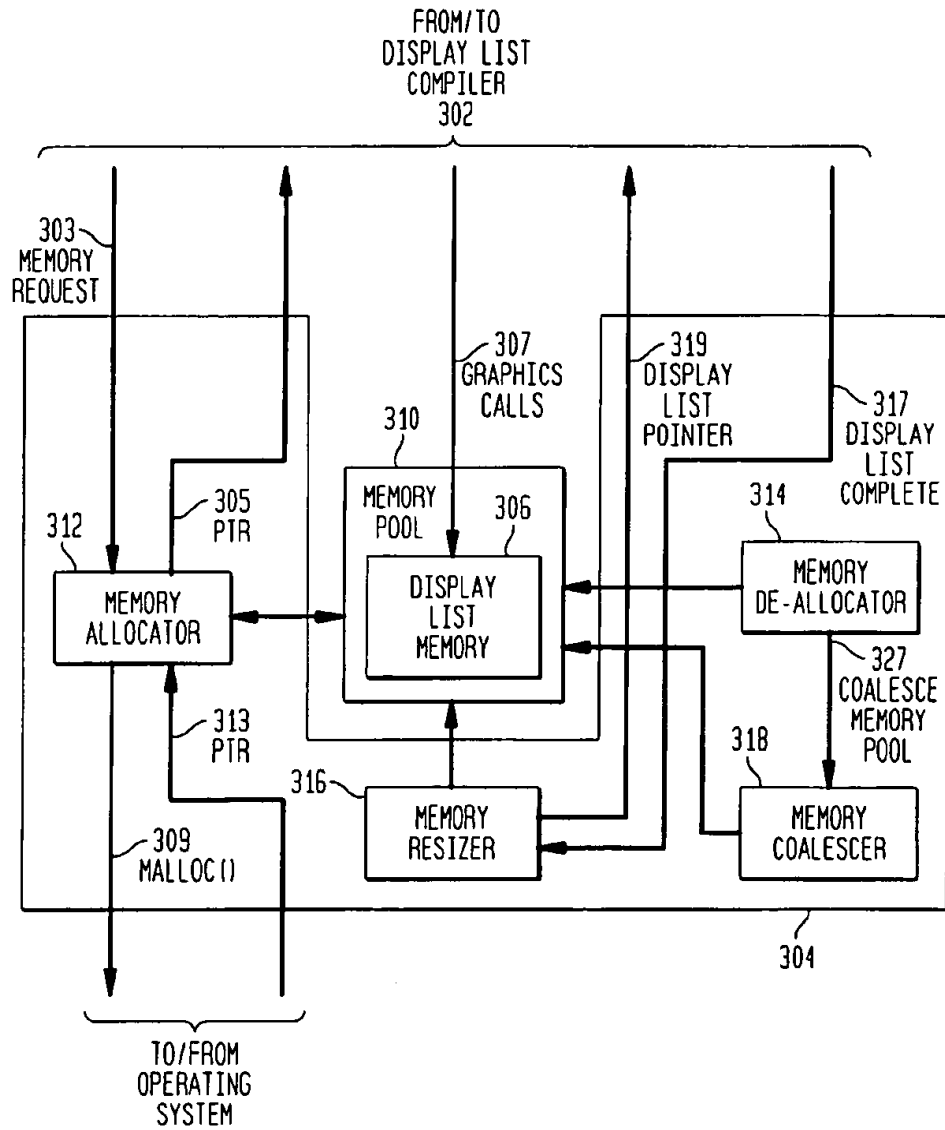 FROM/TO
DISPLAY LIST
COMPILER
302
303
MEMORY
REQUEST
307
GRAPHICS
CALLS
319
DISPLAY
LIST
POINTER
317
DISPLAY
LIST
COMPLETE
305
PTR
310
MEMORY
POOL
306
DISPLAY
LIST
MEMORY
312
MEMORY
ALLOCATOR
314
MEMORY
DE-ALLOCATOR
327
COALESCE
MEMORY
POOL
313
PTR
316
MEMORY
RESIZER
318
MEMORY
COALESCER
309
MALLOC()
304
TO/FROM
OPERATING
SYSTEM